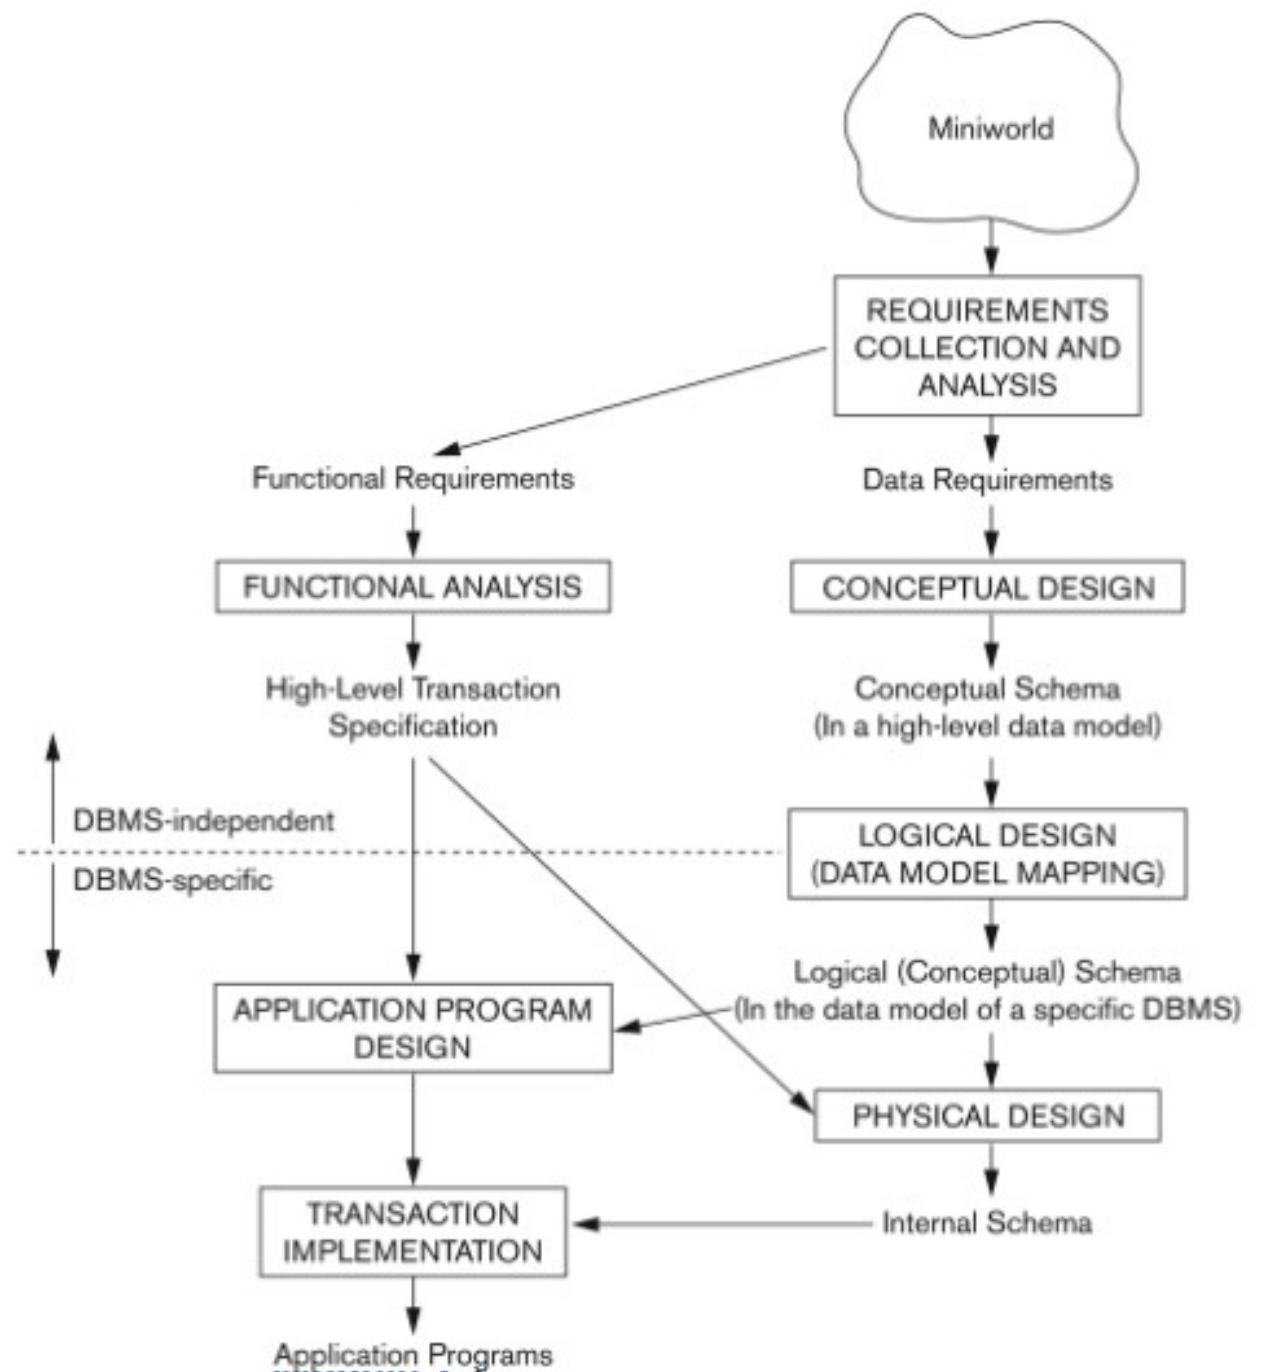 Miniworld
REQUIREMENTS
COLLECTION AND
ANALYSIS
Functional Requirements
Data Requirements
FUNCTIONAL ANALYSIS
CONCEPTUAL DESIGN
High-Level Transaction
Specification
Conceptual Schema
(In a high-level data model)
DBMS-independent
DBMS-specific
LOGICAL DESIGN
(DATA MODEL MAPPING)
Logical (Conceptual) Schema
(In the data model of a specific DBMS)
APPLICATION PROGRAM
DESIGN
PHYSICAL DESIGN
TRANSACTION
IMPLEMENTATION
Internal Schema
Application Programs